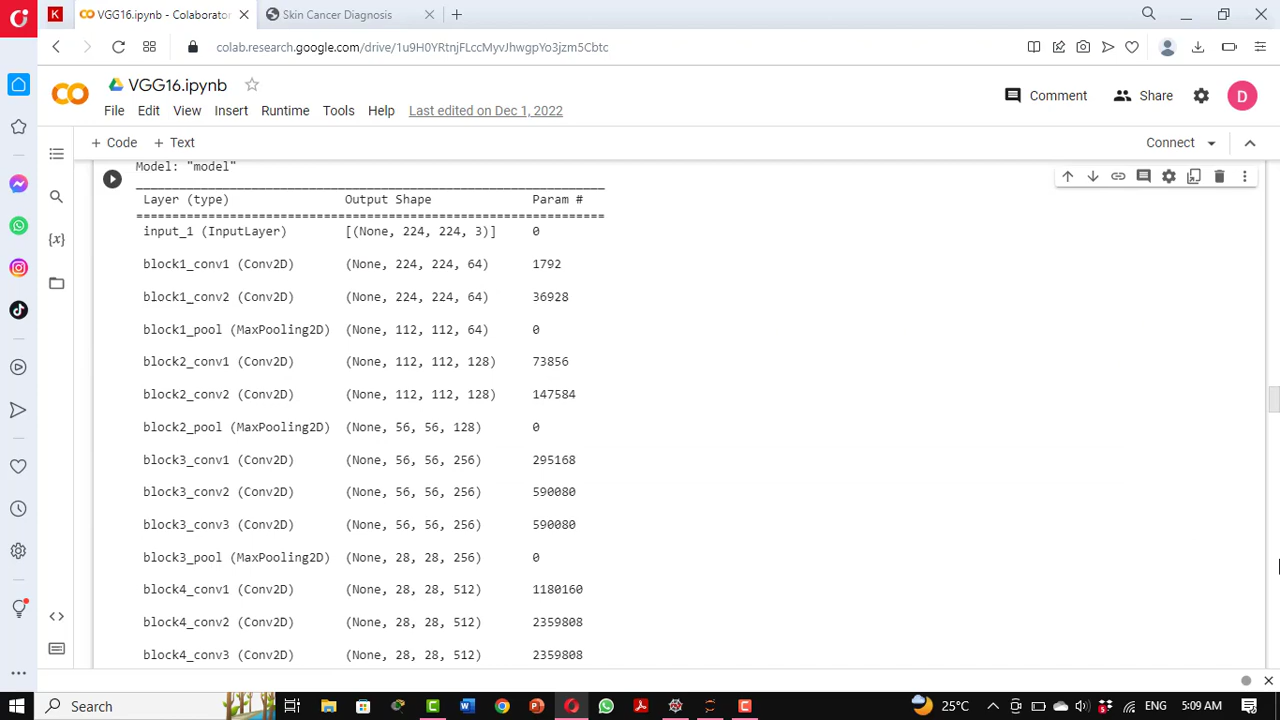 VGG16.ipynb - Colaborator
Skin Cancer Diagnosis
colab.research.google.com/drive/1u9H0YRtnjFLccMyvJhwgpYo3jzm5Cbtc
VGG16.ipynb
File Edit View Insert Runtime Tools Help Last edited on Dec 1, 2022
Comment Share D
+ Code + Text Connect
Model: "model"
Layer (type) Output Shape Param #
input_1 (InputLayer) [(None, 224, 224, 3)] 0
block1_conv1 (Conv2D) (None, 224, 224, 64) 1792
block1_conv2 (Conv2D) (None, 224, 224, 64) 36928
block1_pool (MaxPooling2D) (None, 112, 112, 64) 0
block2_conv1 (Conv2D) (None, 112, 112, 128) 73856
block2_conv2 (Conv2D) (None, 112, 112, 128) 147584
block2_pool (MaxPooling2D) (None, 56, 56, 128) 0
block3_conv1 (Conv2D) (None, 56, 56, 256) 295168
block3_conv2 (Conv2D) (None, 56, 56, 256) 590080
block3_conv3 (Conv2D) (None, 56, 56, 256) 590080
block3_pool (MaxPooling2D) (None, 28, 28, 256) 0
block4_conv1 (Conv2D) (None, 28, 28, 512) 1180160
block4_conv2 (Conv2D) (None, 28, 28, 512) 2359808
block4_conv3 (Conv2D) (None, 28, 28, 512) 2359808
Search 25°C ENG 5:09 AM